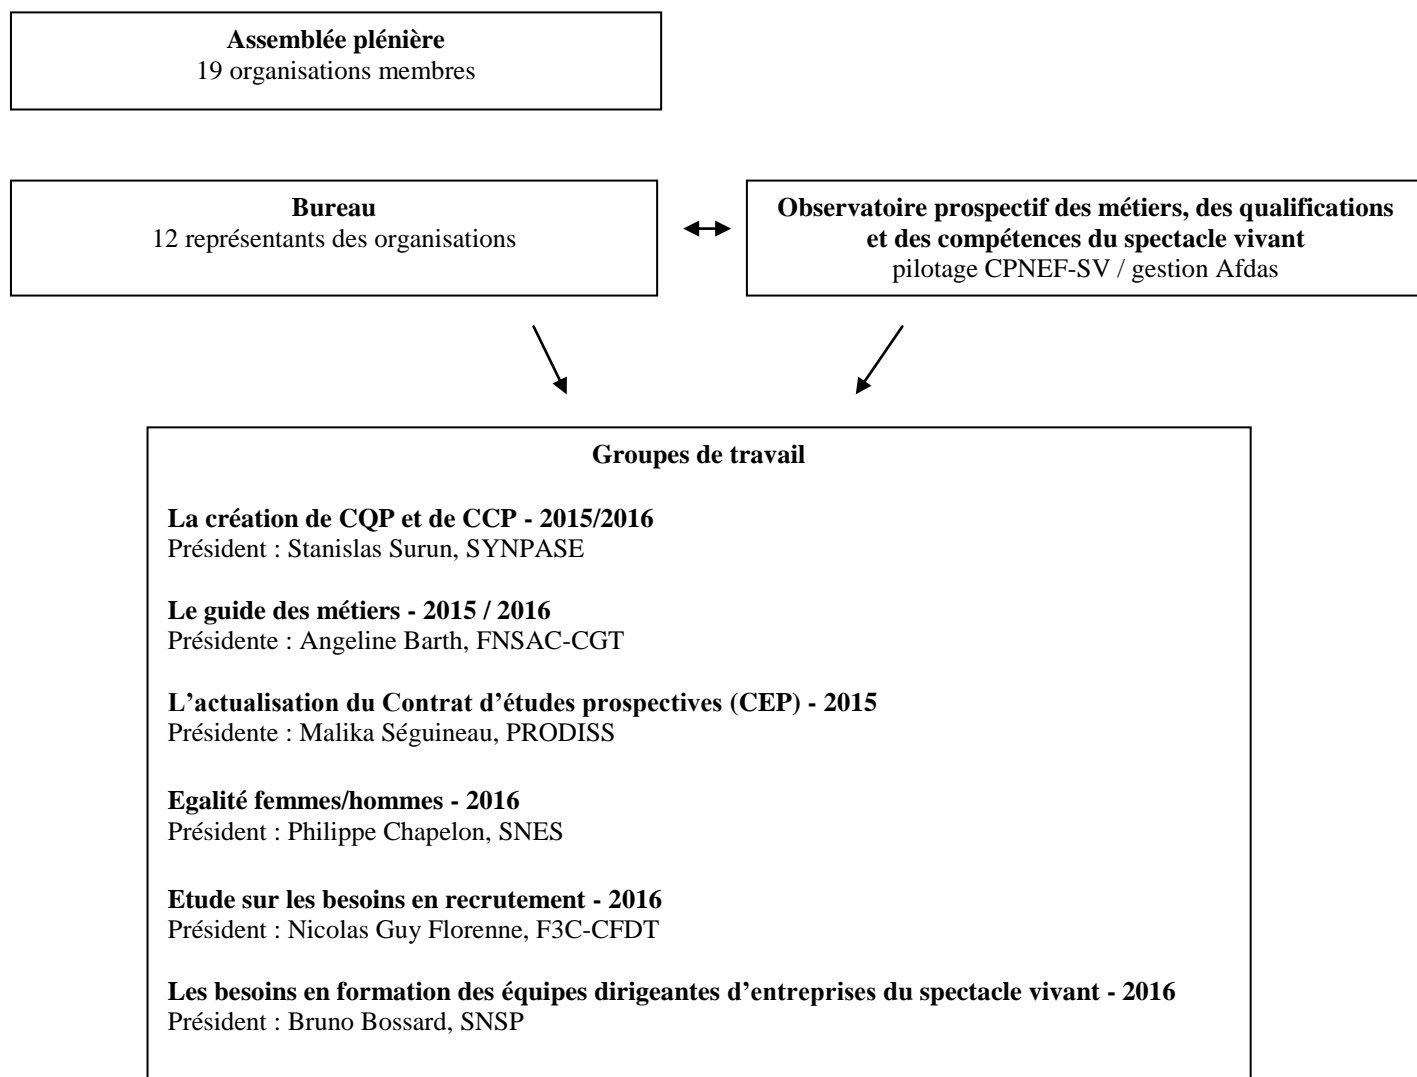 Assemblée plénière
19 organisations membres
Bureau
12 représentants des organisations
Observatoire prospectif des métiers, des qualifications
et des compétences du spectacle vivant
pilotage CPNEF-SV / gestion Afdas
Groupes de travail
La création de CQP et de CCP - 2015/2016
Président : Stanislas Surun, SYNPASE
Le guide des métiers - 2015 / 2016
Présidente : Angeline Barth, FNSAC-CGT
L’actualisation du Contrat d’études prospectives (CEP) - 2015
Présidente : Malika Séguineau, PRODISS
Egalité femmes/hommes - 2016
Président : Philippe Chapelon, SNES
Etude sur les besoins en recrutement - 2016
Président : Nicolas Guy Florenne, F3C-CFDT
Les besoins en formation des équipes dirigeantes d’entreprises du spectacle vivant - 2016
Président : Bruno Bossard, SNSP